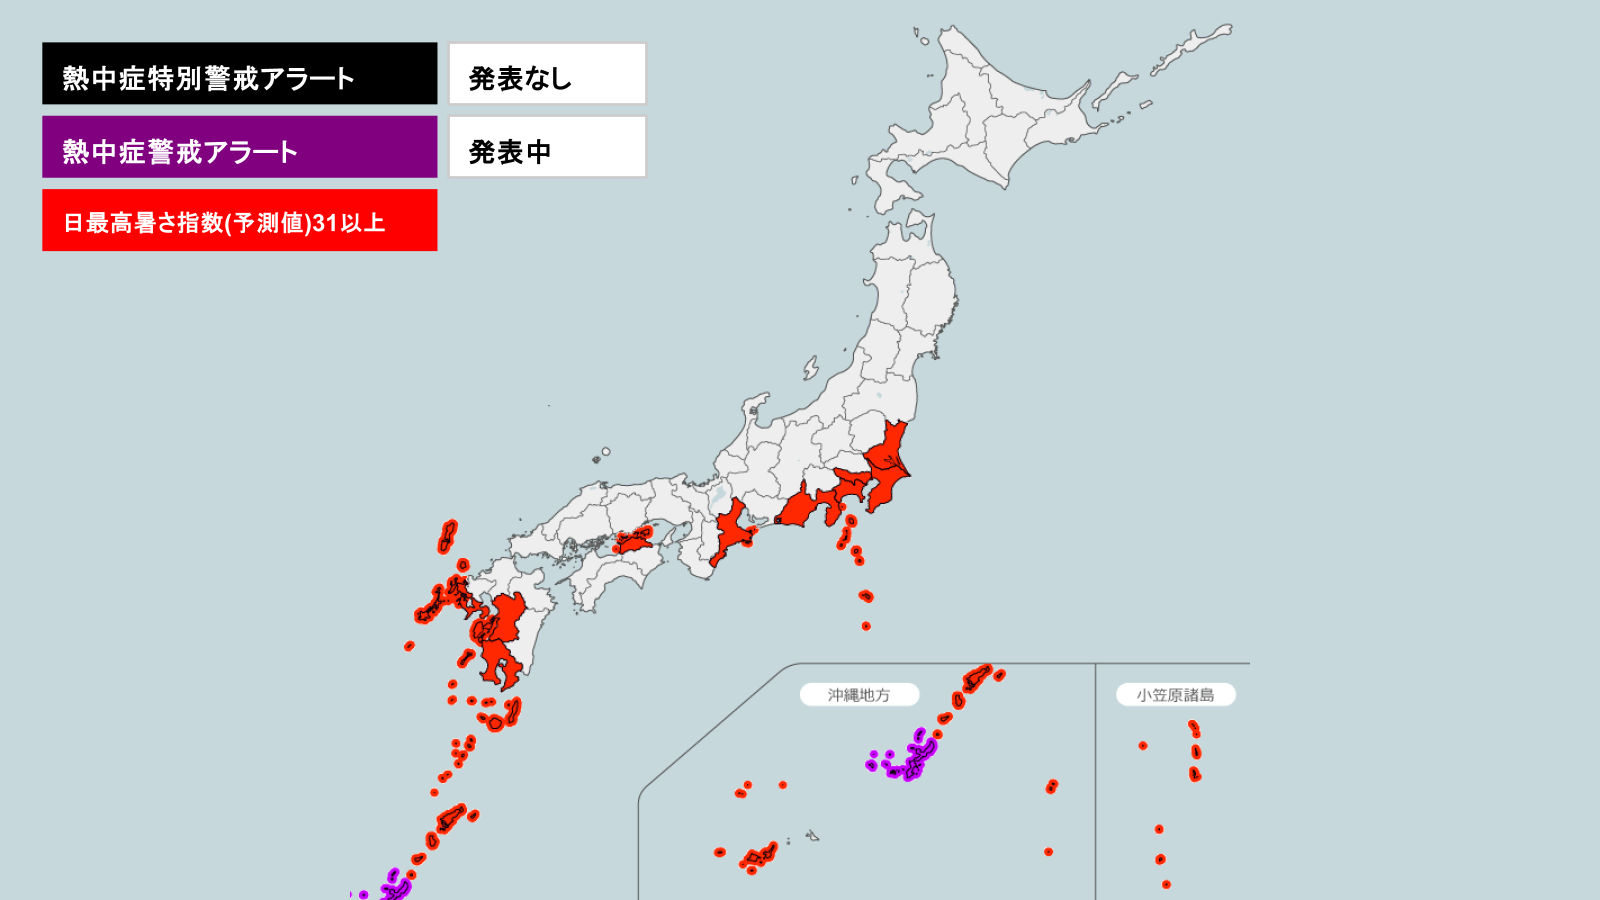 熱中症特別警戒アラート
発表なし
熱中症警戒アラート
発表中
日最高暑さ指数(予測値)31以上
沖縄地方
小笠原諸島